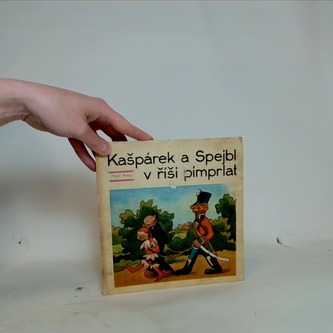 Kašpárek a Spejbl
v říši pimprlat